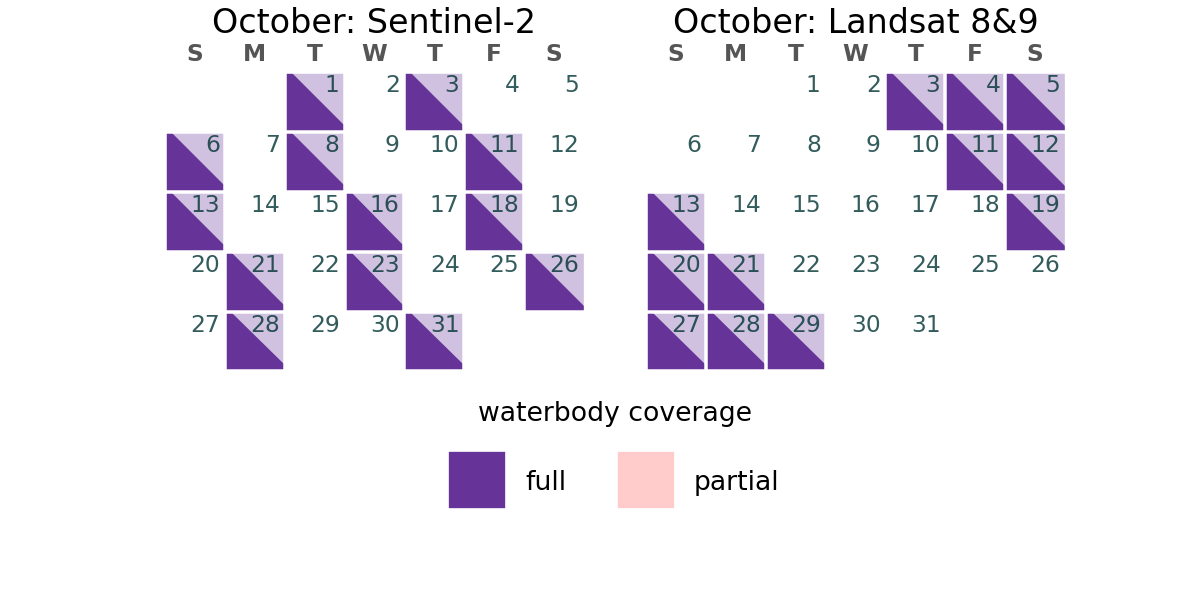 October: Sentinel-2
S M T W T F S
1 2 3 4 5
6 7 8 9 10 11 12
13 14 15 16 17 18 19
20 21 22 23 24 25 26
27 28 29 30 31
October: Landsat 8&9
S M T W T F S
1 2 3 4 5
6 7 8 9 10 11 12
13 14 15 16 17 18 19
20 21 22 23 24 25 26
27 28 29 30 31
waterbody coverage
full partial